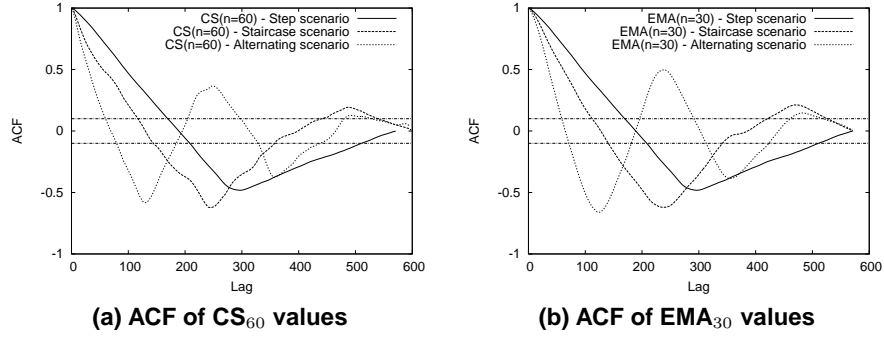 CS(n=60) - Step scenario
CS(n=60) - Staircase scenario
CS(n=60) - Alternating scenario
1
0.5
0
-0.5
-1
ACF
0 100 200 300 400 500 600
Lag
(a) ACF of CS60 values
EMA(n=30) - Step scenario
EMA(n=30) - Staircase scenario
EMA(n=30) - Alternating scenario
1
0.5
0
-0.5
-1
ACF
0 100 200 300 400 500 600
Lag
(b) ACF of EMA30 values